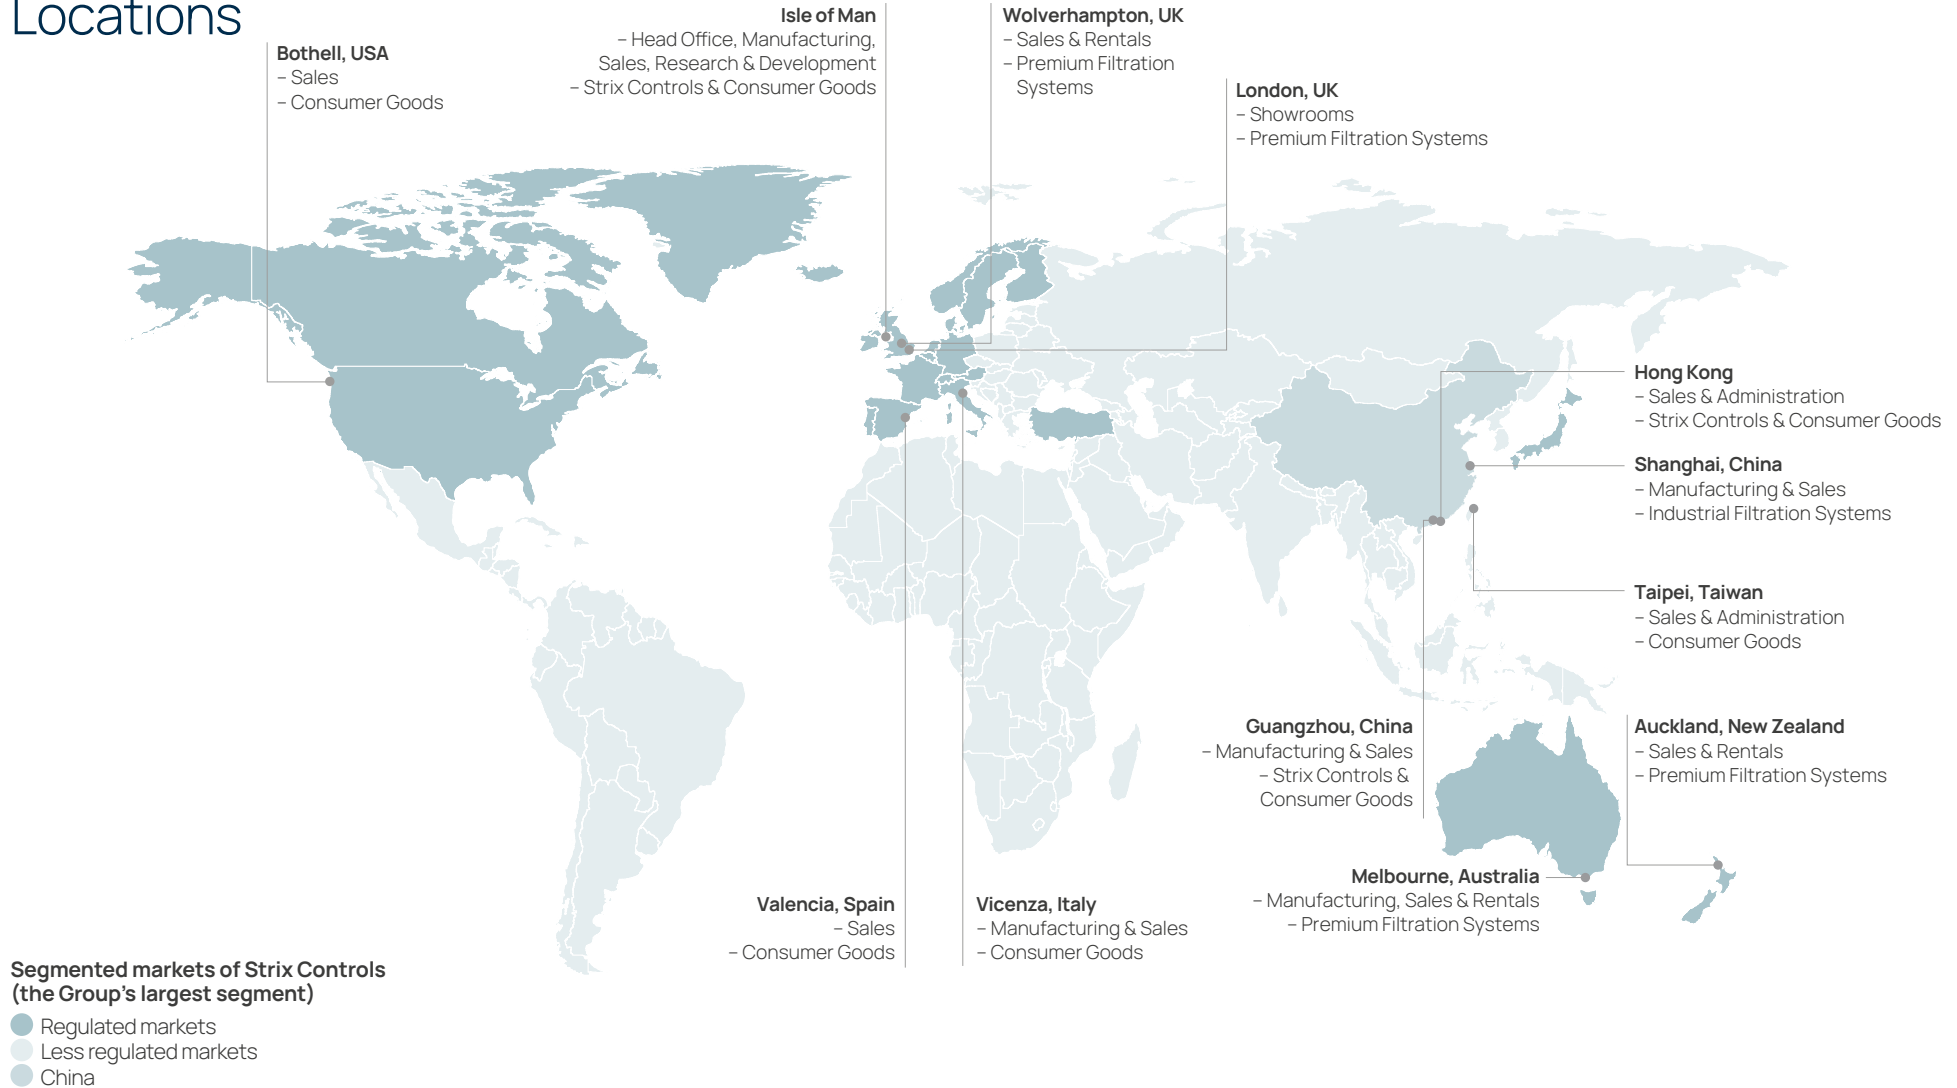 Locations
Bothell, USA
– Sales
– Consumer Goods
Isle of Man
– Head Office, Manufacturing,
Sales, Research & Development
– Strix Controls & Consumer Goods
Wolverhampton, UK
– Sales & Rentals
– Premium Filtration
Systems
London, UK
– Showrooms
– Premium Filtration Systems
Hong Kong
– Sales & Administration
– Strix Controls & Consumer Goods
Shanghai, China
– Manufacturing & Sales
– Industrial Filtration Systems
Taipei, Taiwan
– Sales & Administration
– Consumer Goods
Guangzhou, China
– Manufacturing & Sales
– Strix Controls &
Consumer Goods
Auckland, New Zealand
– Sales & Rentals
– Premium Filtration Systems
Melbourne, Australia
– Manufacturing, Sales & Rentals
– Premium Filtration Systems
Valencia, Spain
– Sales
– Consumer Goods
Vicenza, Italy
– Manufacturing & Sales
– Consumer Goods
Segmented markets of Strix Controls
(the Group’s largest segment)
Regulated markets
Less regulated markets
China